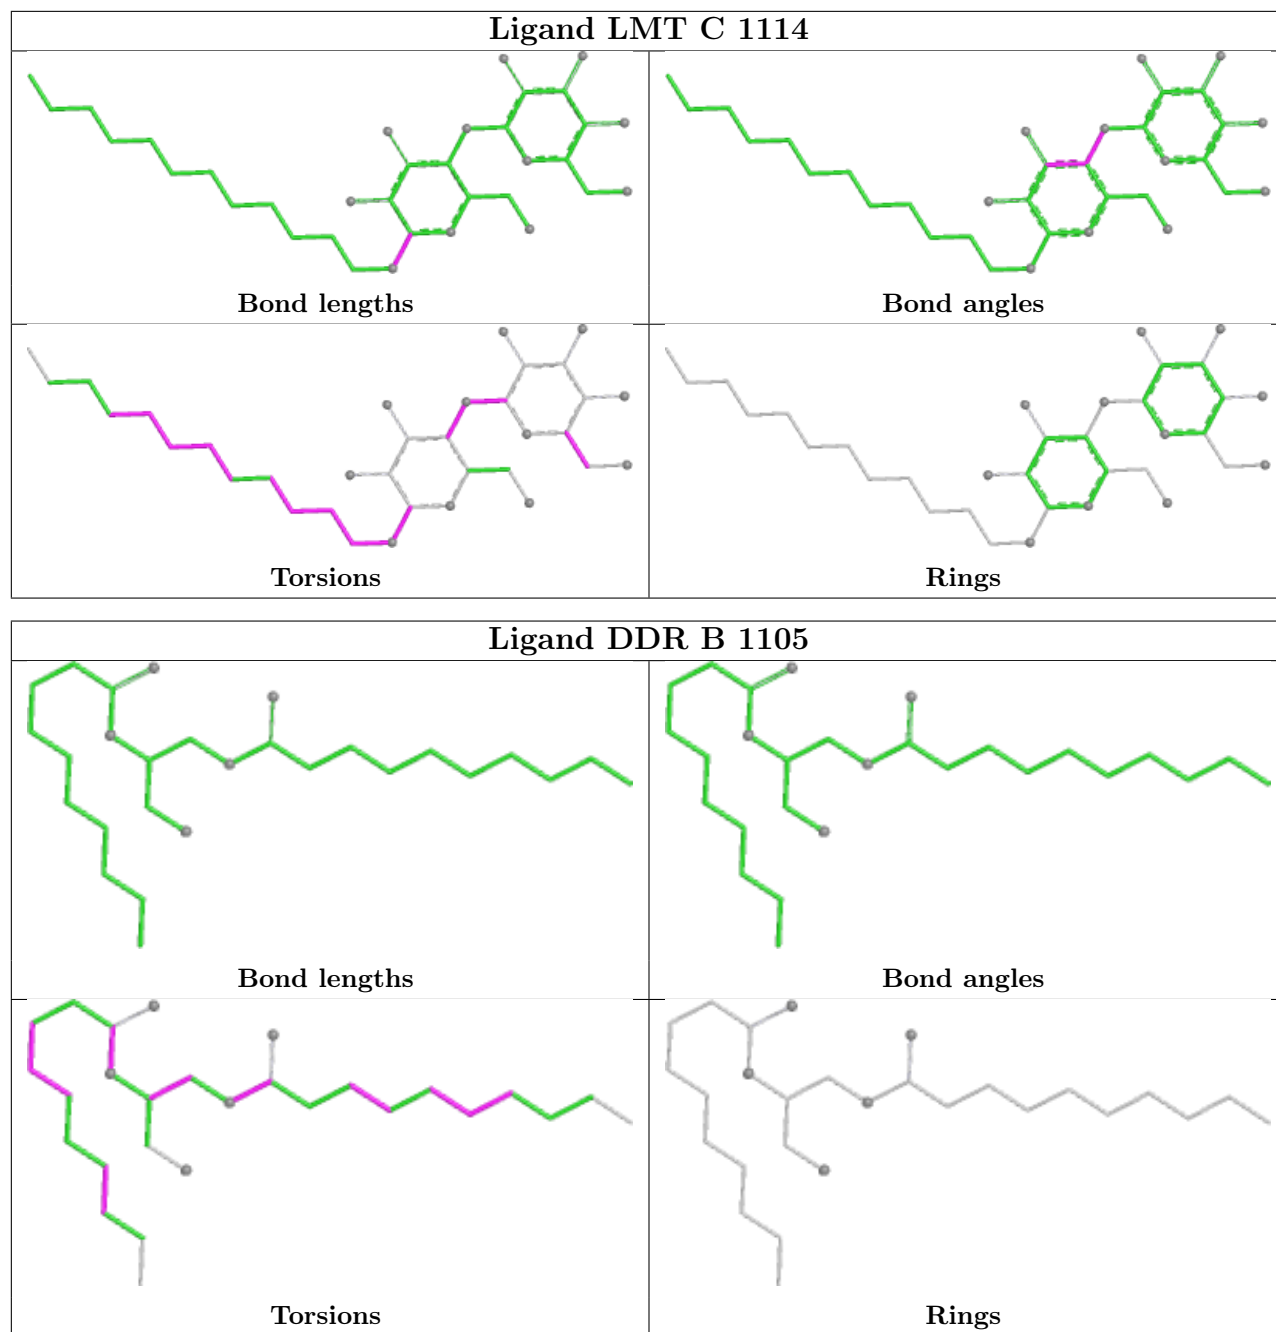 Ligand LMT C 1114
Bond lengths
Bond angles
Torsions
Rings
Ligand DDR B 1105
Bond lengths
Bond angles
Torsions
Rings